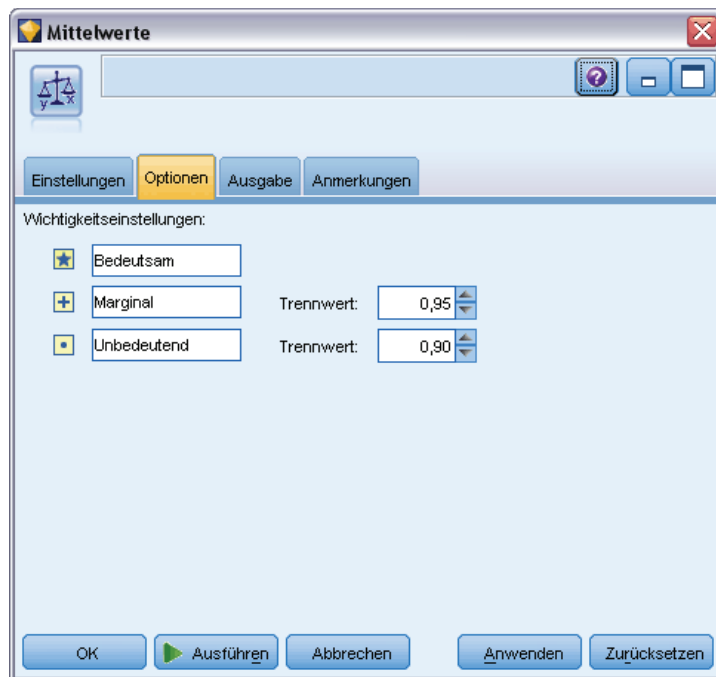 Mittelwerte
y x
?
Einstellungen Optionen Ausgabe Anmerkungen
Wichtigkeitseinstellungen:
Bedeutsam
Marginal Trennwert: 0,95
Unbedeutend Trennwert: 0,90
OK Ausführen Abbrechen Anwenden Zurücksetzen